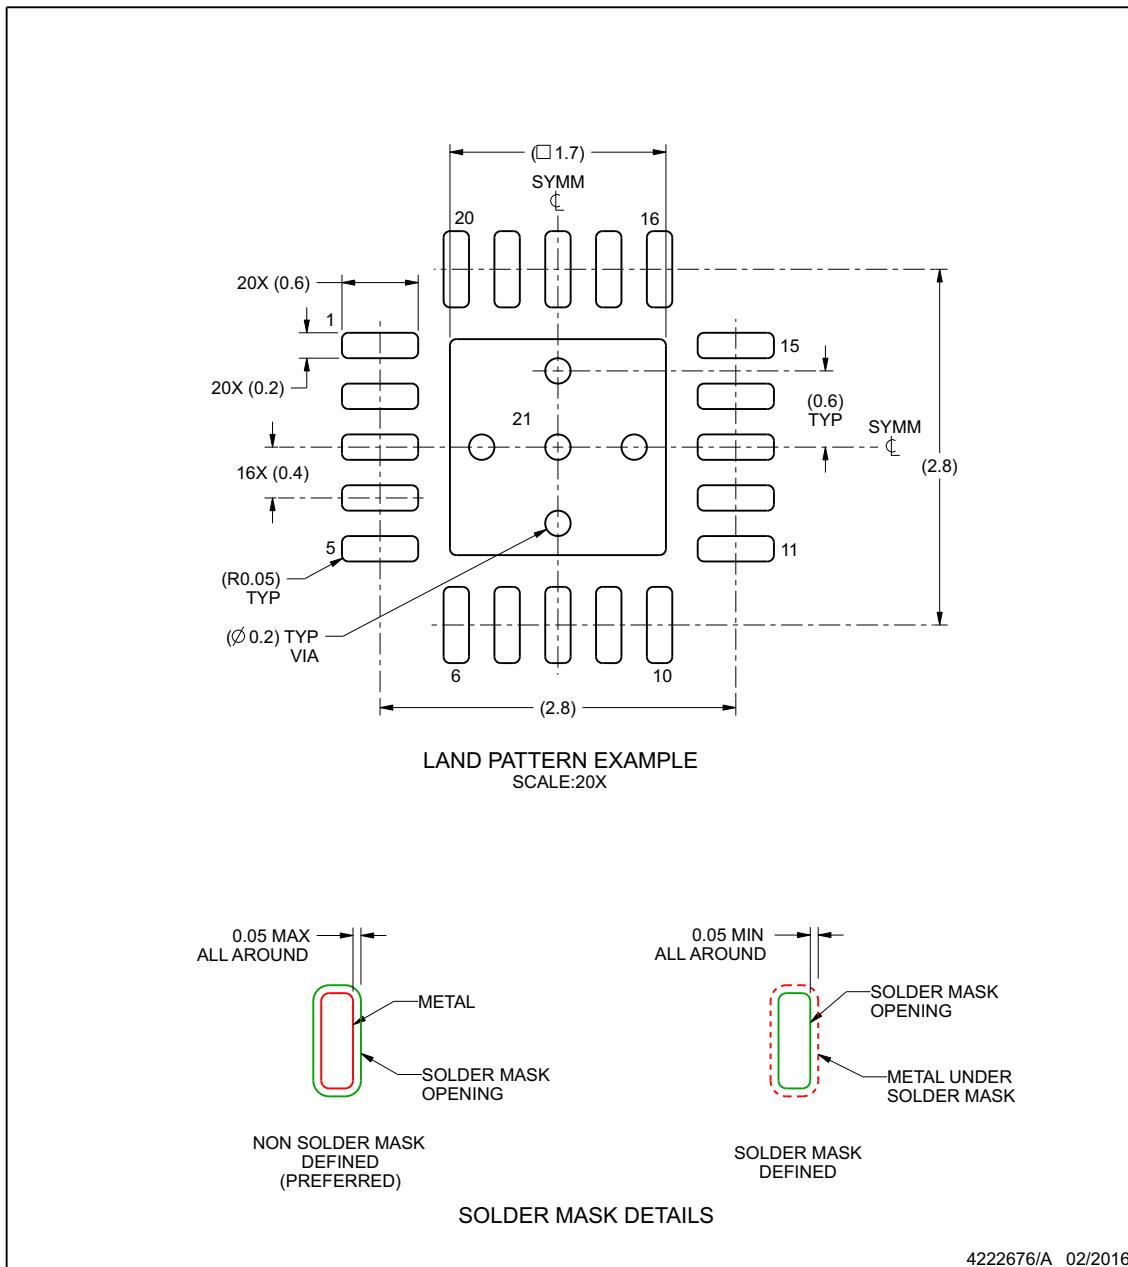 (□ 1.7)
SYMM
℄
20
16
20X (0.6)
1
15
20X (0.2)
(0.6)
TYP
21
SYMM
℄
16X (0.4)
(2.8)
5
11
(R0.05)
TYP
(Ø 0.2) TYP
VIA
6
10
(2.8)
LAND PATTERN EXAMPLE
SCALE:20X
0.05 MAX
ALL AROUND
METAL
SOLDER MASK
OPENING
NON SOLDER MASK
DEFINED
(PREFERRED)
0.05 MIN
ALL AROUND
SOLDER MASK
OPENING
METAL UNDER
SOLDER MASK
SOLDER MASK
DEFINED
SOLDER MASK DETAILS
4222676/A 02/2016